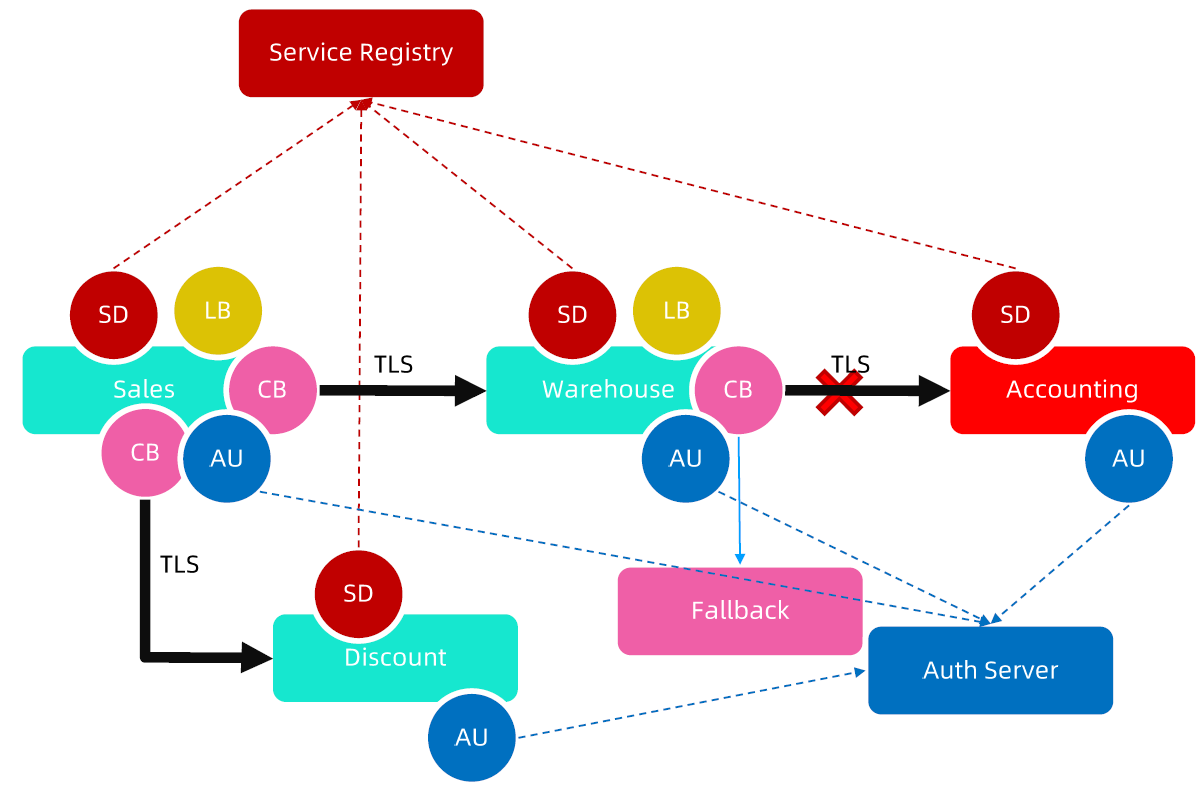 Service Registry
SD
LB
SD
LB
SD
TLS
TLS
Sales
CB
Warehouse
CB
Accounting
CB
AU
AU
AU
TLS
SD
Fallback
Discount
Auth Server
AU